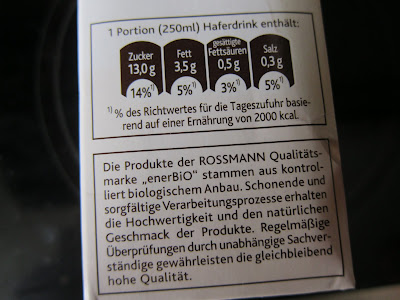 1 Portion (250ml) Haferdrink enthält:
Zucker Fett gesättigte Fettsäuren Salz
13,0 g 3,5 g 0,5 g 0,3 g
14%¹⁾ 5%¹⁾ 3%¹⁾ 5%¹⁾
¹⁾ % des Richtwertes für die Tageszufuhr basie-
rend auf einer Ernährung von 2000 kcal.
Die Produkte der ROSSMANN Qualitäts-
marke „enerBiO“ stammen aus kontrol-
liert biologischem Anbau. Schonende und
sorgfältige Verarbeitungsprozesse erhalten
die Hochwertigkeit und den natürlichen
Geschmack der Produkte. Regelmäßige
Überprüfungen durch unabhängige Sachver-
ständige gewährleisten die gleichbleibend
hohe Qualität.